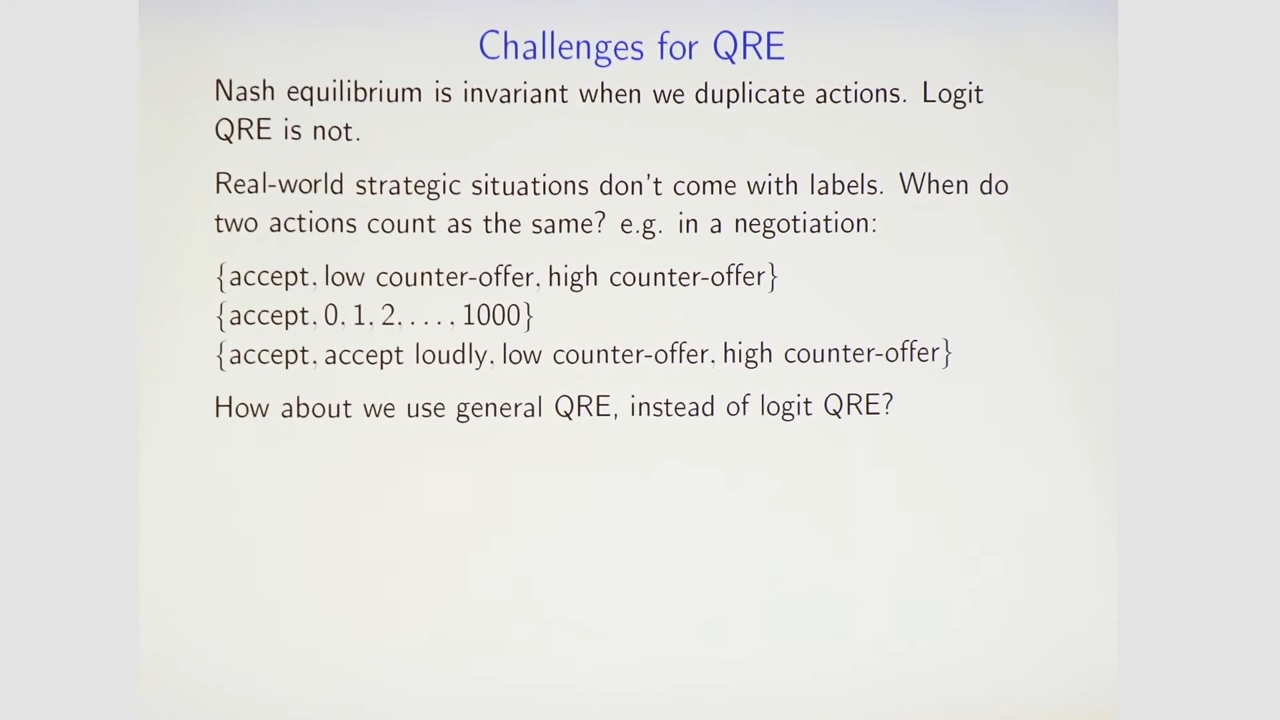 Challenges for QRE
Nash equilibrium is invariant when we duplicate actions. Logit
QRE is not.
Real-world strategic situations don't come with labels. When do
two actions count as the same? e.g. in a negotiation:
{accept, low counter-offer, high counter-offer}
{accept, 0, 1, 2, . . . , 1000}
{accept, accept loudly, low counter-offer, high counter-offer}
How about we use general QRE, instead of logit QRE?